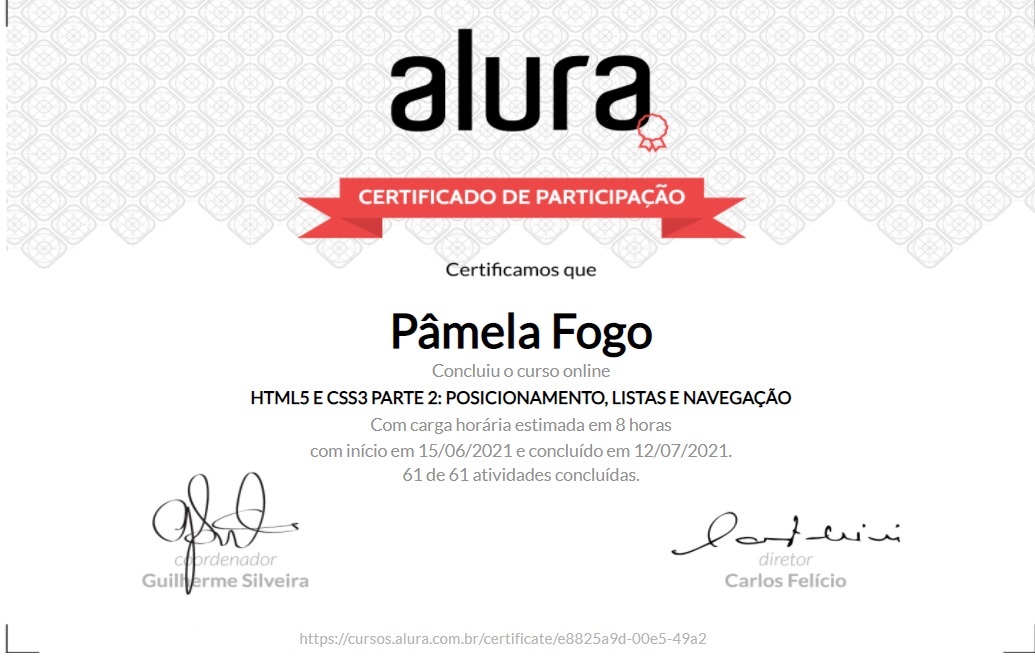 alura
CERTIFICADO DE PARTICIPAÇÃO
Certificamos que
Pâmela Fogo
Concluiu o curso online
HTML5 E CSS3 PARTE 2: POSICIONAMENTO, LISTAS E NAVEGAÇÃO
Com carga horária estimada em 8 horas
com início em 15/06/2021 e concluído em 12/07/2021.
61 de 61 atividades concluídas.
coordenador
Guilherme Silveira
diretor
Carlos Felício
https://cursos.alura.com.br/certificate/e8825a9d-00e5-49a2